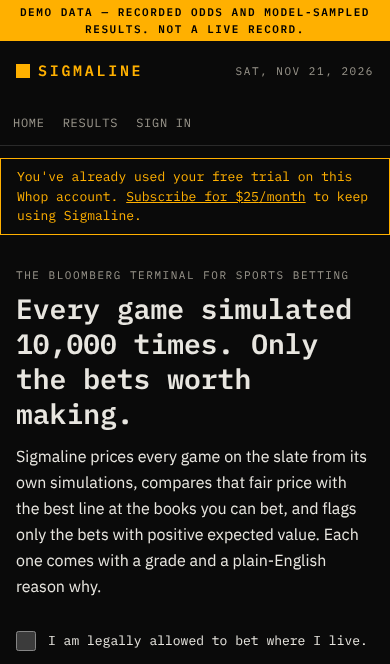 DEMO DATA — RECORDED ODDS AND MODEL-SAMPLED
RESULTS. NOT A LIVE RECORD.
SIGMALINE
SAT, NOV 21, 2026
HOME RESULTS SIGN IN
You've already used your free trial on this
Whop account. Subscribe for $25/month to keep
using Sigmaline.
THE BLOOMBERG TERMINAL FOR SPORTS BETTING
Every game simulated
10,000 times. Only
the bets worth
making.
Sigmaline prices every game on the slate from its
own simulations, compares that fair price with
the best line at the books you can bet, and flags
only the bets with positive expected value. Each
one comes with a grade and a plain-English
reason why.
I am legally allowed to bet where I live.